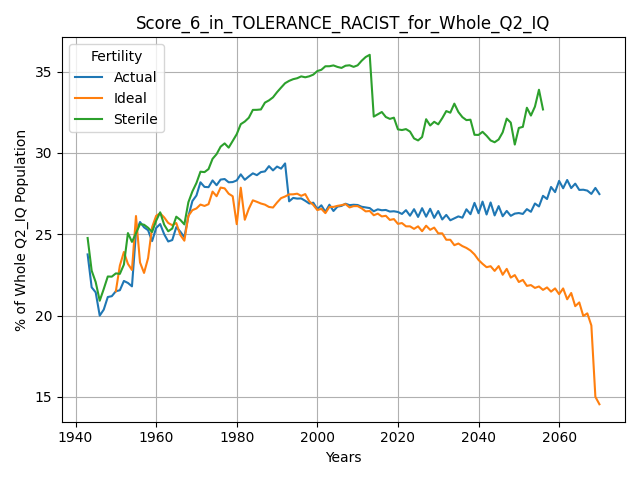 Score_6_in_TOLERANCE_RACIST_for_Whole_Q2_IQ
Fertility
Actual
Ideal
Sterile
% of Whole Q2_IQ Population
35
30
25
20
15
1940
1960
1980
2000
2020
2040
2060
Years